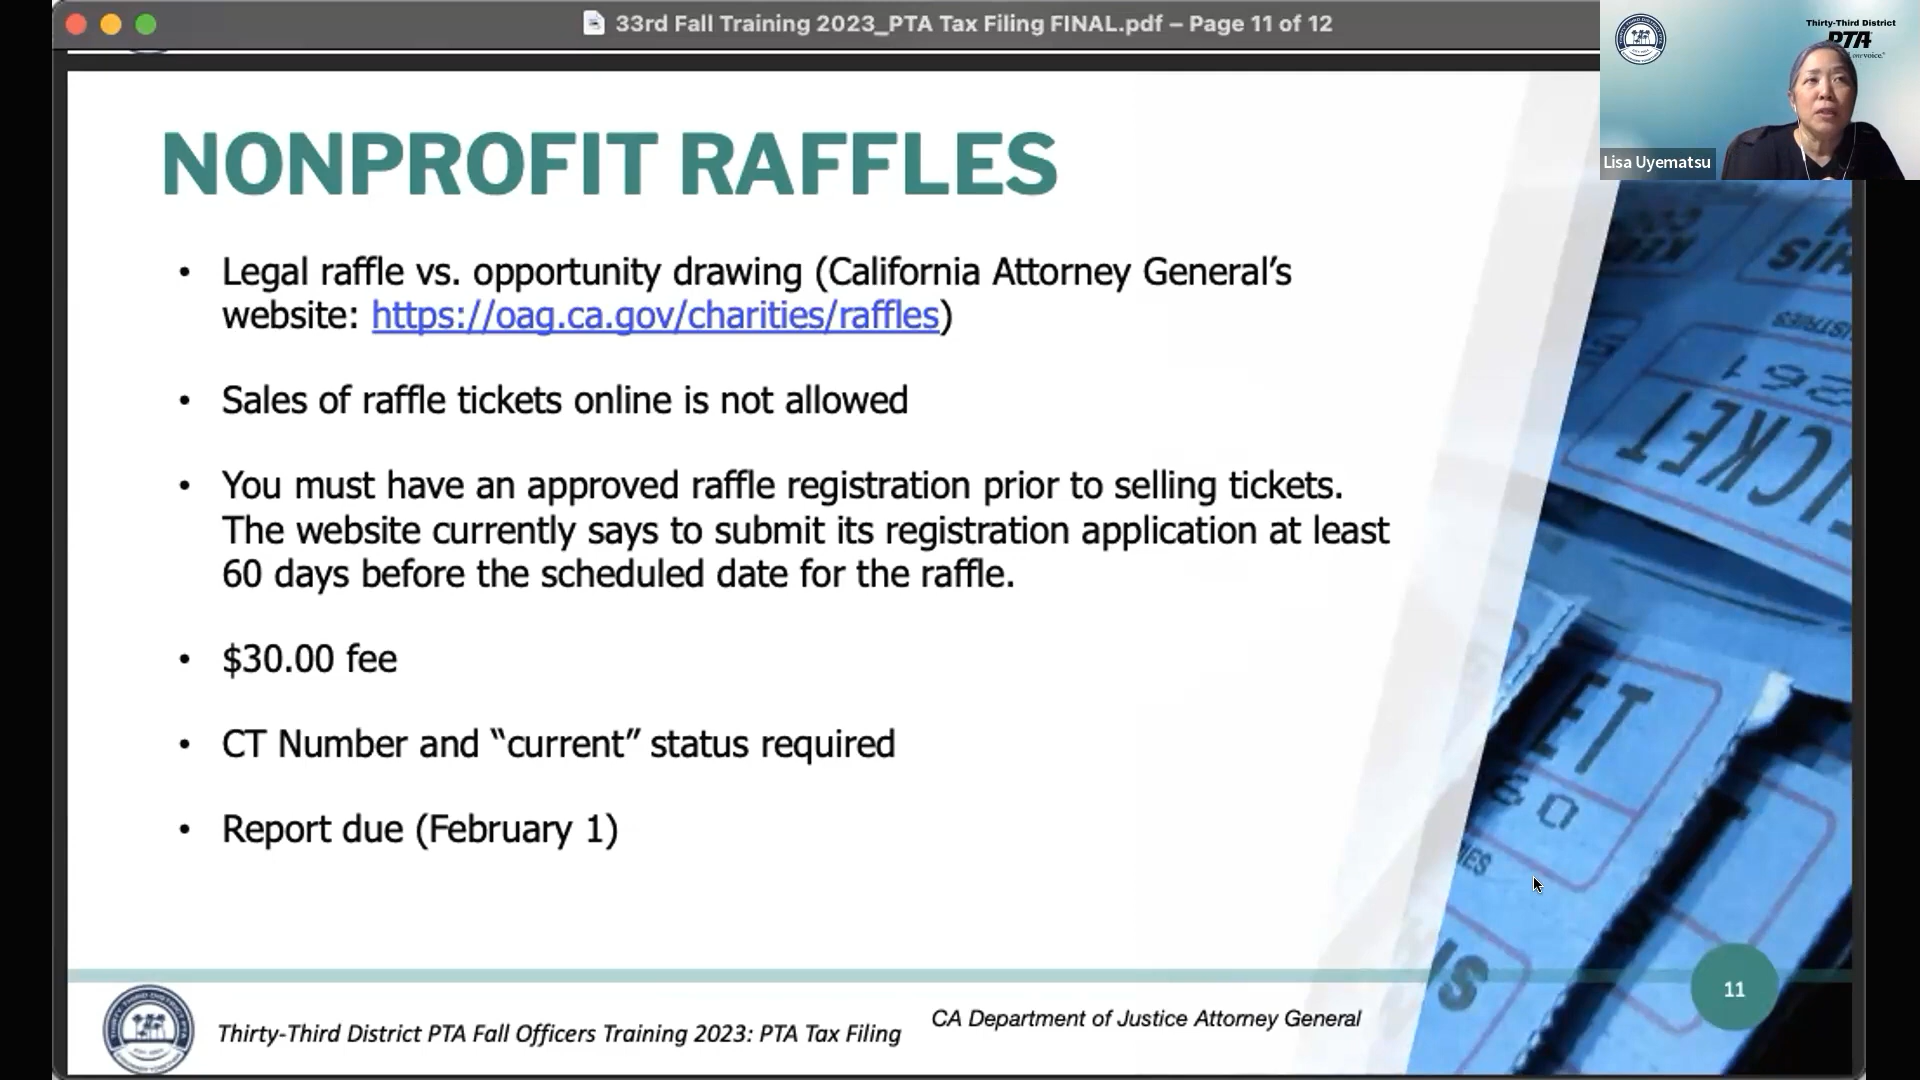 33rd Fall Training 2023_PTA Tax Filing FINAL.pdf – Page 11 of 12
Thirty-Third District
PTA
Lisa Uyematsu
NONPROFIT RAFFLES
• Legal raffle vs. opportunity drawing (California Attorney General’s
website: https://oag.ca.gov/charities/raffles)
• Sales of raffle tickets online is not allowed
• You must have an approved raffle registration prior to selling tickets.
The website currently says to submit its registration application at least
60 days before the scheduled date for the raffle.
• $30.00 fee
• CT Number and “current” status required
• Report due (February 1)
TICKET
11
Thirty-Third District PTA Fall Officers Training 2023: PTA Tax Filing
CA Department of Justice Attorney General